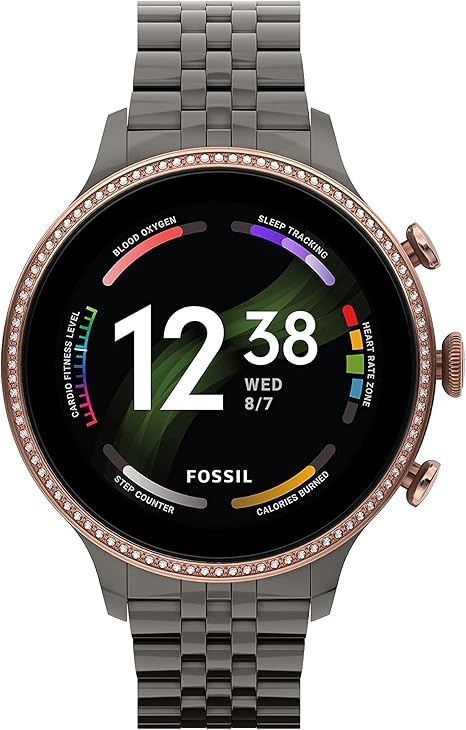 BLOOD OXYGEN
SLEEP TRACKING
CARDIO FITNESS LEVEL
HEART RATE ZONE
12 38
WED
8/7
FOSSIL
STEP COUNTER
CALORIES BURNED